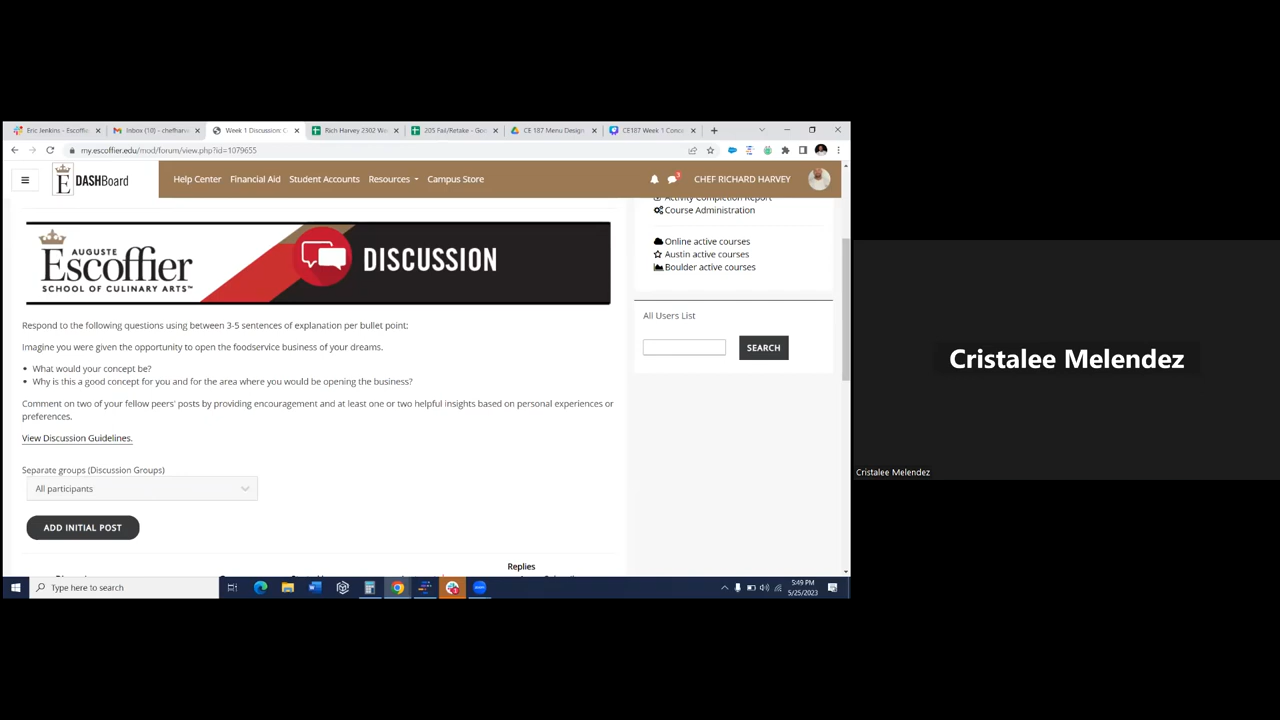 Eric Jenkins - Escoffie
Inbox (10) - chefharve
Week 1 Discussion: C
Rich Harvey 2302 We
205 Fail/Retake - Goo
CE 187 Menu Design,
CE187 Week 1 Conce
my.escoffier.edu/mod/forum/view.php?id=1079655
E DASHBoard
Help Center
Financial Aid
Student Accounts
Resources
Campus Store
CHEF RICHARD HARVEY
Activity Completion Report
Course Administration
Online active courses
Austin active courses
Boulder active courses
AUGUSTE
Escoffier
SCHOOL OF CULINARY ARTS™
DISCUSSION
All Users List
SEARCH
Respond to the following questions using between 3-5 sentences of explanation per bullet point:
Imagine you were given the opportunity to open the foodservice business of your dreams.
• What would your concept be?
• Why is this a good concept for you and for the area where you would be opening the business?
Comment on two of your fellow peers' posts by providing encouragement and at least one or two helpful insights based on personal experiences or
preferences.
View Discussion Guidelines.
Separate groups (Discussion Groups)
All participants
ADD INITIAL POST
Replies
Type here to search
5:49 PM
5/25/2023
Cristalee Melendez
Cristalee Melendez